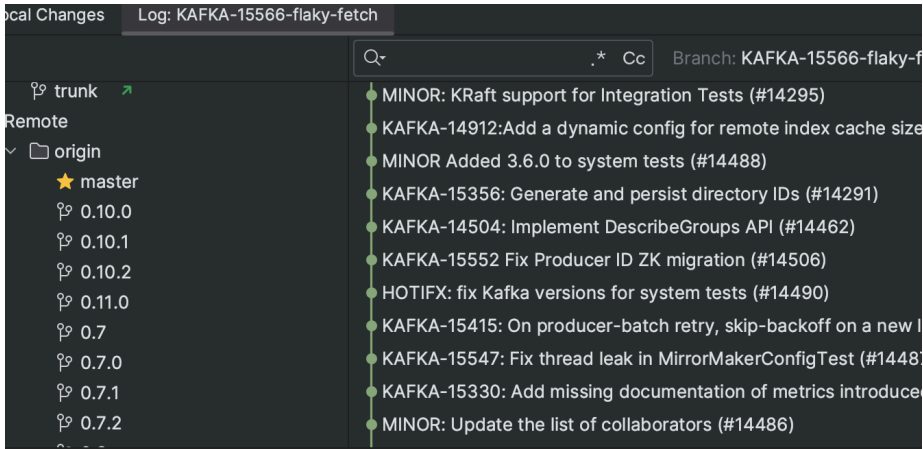 Local Changes
Log: KAFKA-15566-flaky-fetch
.* Cc
Branch: KAFKA-15566-flaky-f
trunk
Remote
origin
master
0.10.0
0.10.1
0.10.2
0.11.0
0.7
0.7.0
0.7.1
0.7.2
MINOR: KRaft support for Integration Tests (#14295)
KAFKA-14912:Add a dynamic config for remote index cache size
MINOR Added 3.6.0 to system tests (#14488)
KAFKA-15356: Generate and persist directory IDs (#14291)
KAFKA-14504: Implement DescribeGroups API (#14462)
KAFKA-15552 Fix Producer ID ZK migration (#14506)
HOTIFX: fix Kafka versions for system tests (#14490)
KAFKA-15415: On producer-batch retry, skip-backoff on a new
KAFKA-15547: Fix thread leak in MirrorMakerConfigTest (#1448
KAFKA-15330: Add missing documentation of metrics introduced
MINOR: Update the list of collaborators (#14486)